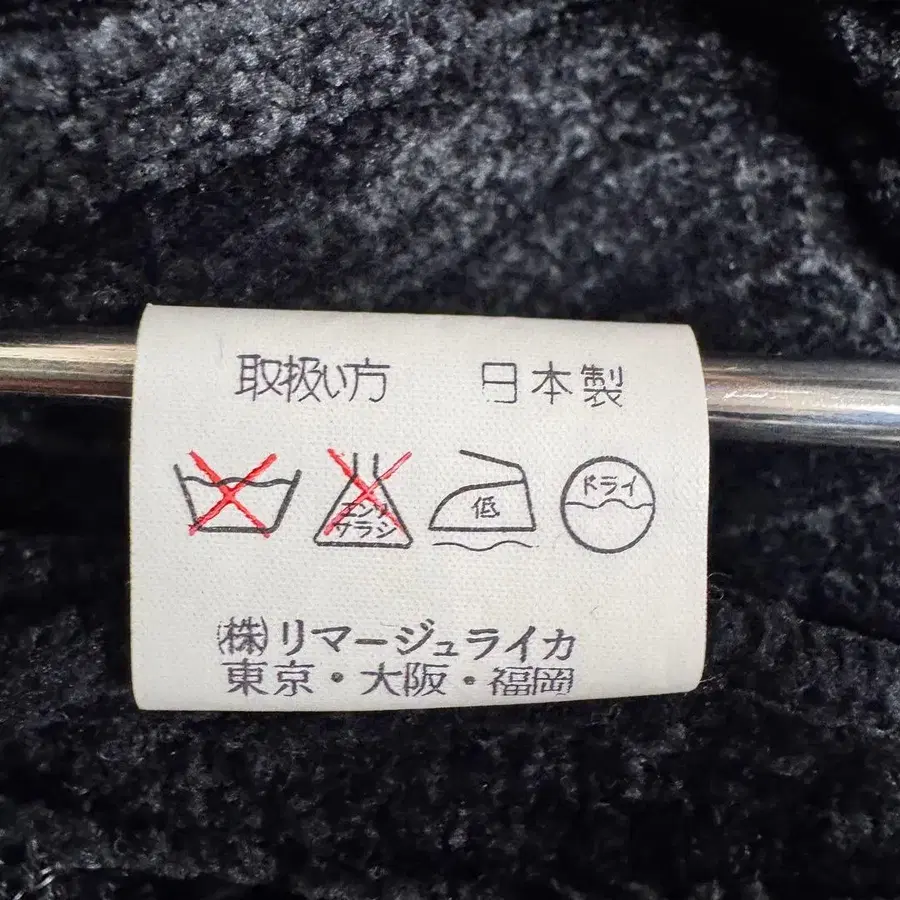 取扱い方 日本製
エンソ
サラシ
低
ドライ
(株)リマージュライカ
東京・大阪・福岡